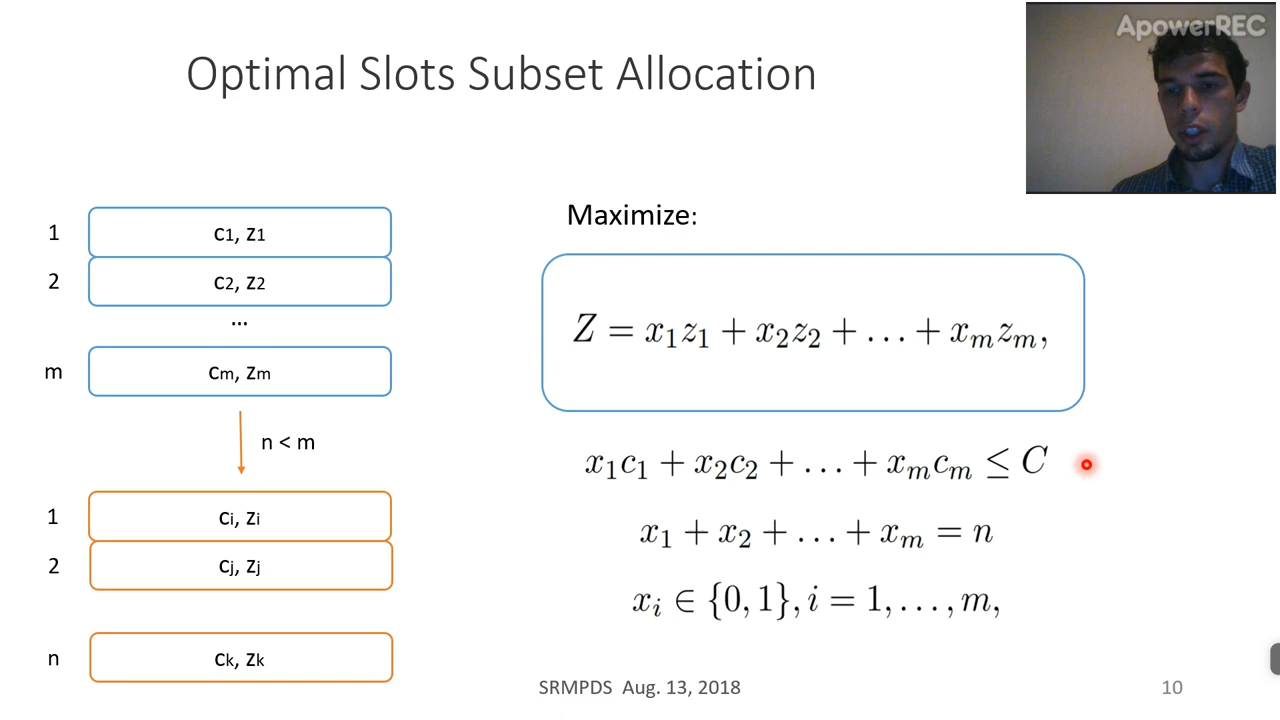 ApowerREC
Optimal Slots Subset Allocation
Maximize:
1 c1, z1
2 c2, z2
...
m cm, zm
n < m
1 ci, zi
2 cj, zj
n ck, zk
Z = x₁z₁ + x₂z₂ + . . . + xₘzₘ,
x₁c₁ + x₂c₂ + . . . + xₘcₘ ≤ C
x₁ + x₂ + . . . + xₘ = n
xᵢ ∈ {0, 1}, i = 1, . . . , m,
SRMPDS Aug. 13, 2018
10